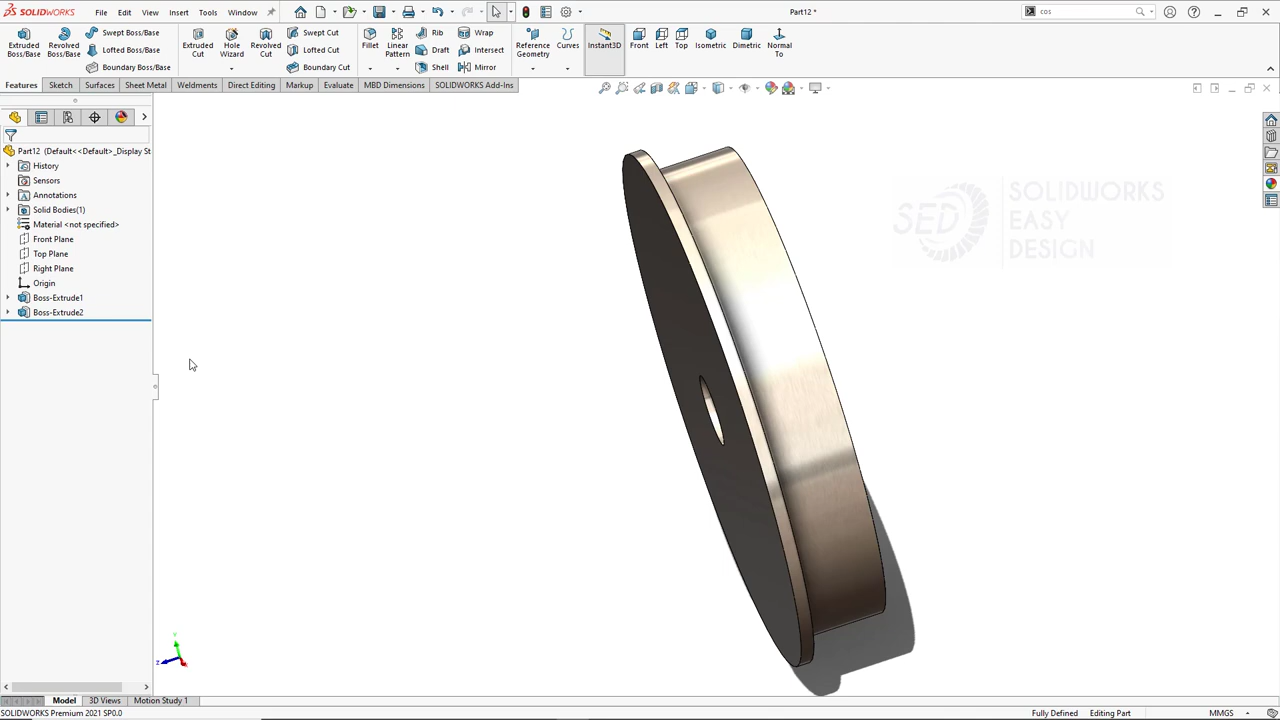 SOLIDWORKS File Edit View Insert Tools Window Part12 * cos
Extruded Boss/Base
Revolved Boss/Base
Swept Boss/Base
Lofted Boss/Base
Boundary Boss/Base
Extruded Cut
Hole Wizard
Revolved Cut
Swept Cut
Lofted Cut
Boundary Cut
Fillet
Linear Pattern
Rib
Draft
Shell
Wrap
Intersect
Mirror
Reference Geometry
Curves
Instant3D
Front
Left
Top
Isometric
Dimetric
Normal To
Features Sketch Surfaces Sheet Metal Weldments Direct Editing Markup Evaluate MBD Dimensions SOLIDWORKS Add-Ins
Part12 (Default<<Default>_Display St
History
Sensors
Annotations
Solid Bodies(1)
Material <not specified>
Front Plane
Top Plane
Right Plane
Origin
Boss-Extrude1
Boss-Extrude2
SED
SOLIDWORKS
EASY
DESIGN
Y
Z
Model 3D Views Motion Study 1
SOLIDWORKS Premium 2021 SP0.0 Fully Defined Editing Part MMGS